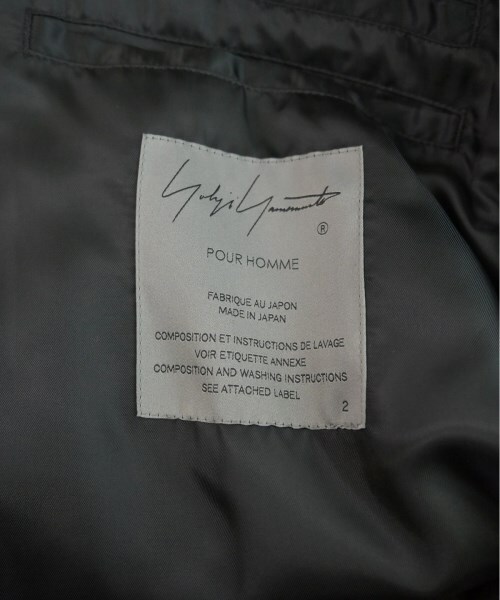 Yohji Yamamoto
®
POUR HOMME
FABRIQUE AU JAPON
MADE IN JAPAN
COMPOSITION ET INSTRUCTIONS DE LAVAGE
VOIR ETIQUETTE ANNEXE
COMPOSITION AND WASHING INSTRUCTIONS
SEE ATTACHED LABEL
2